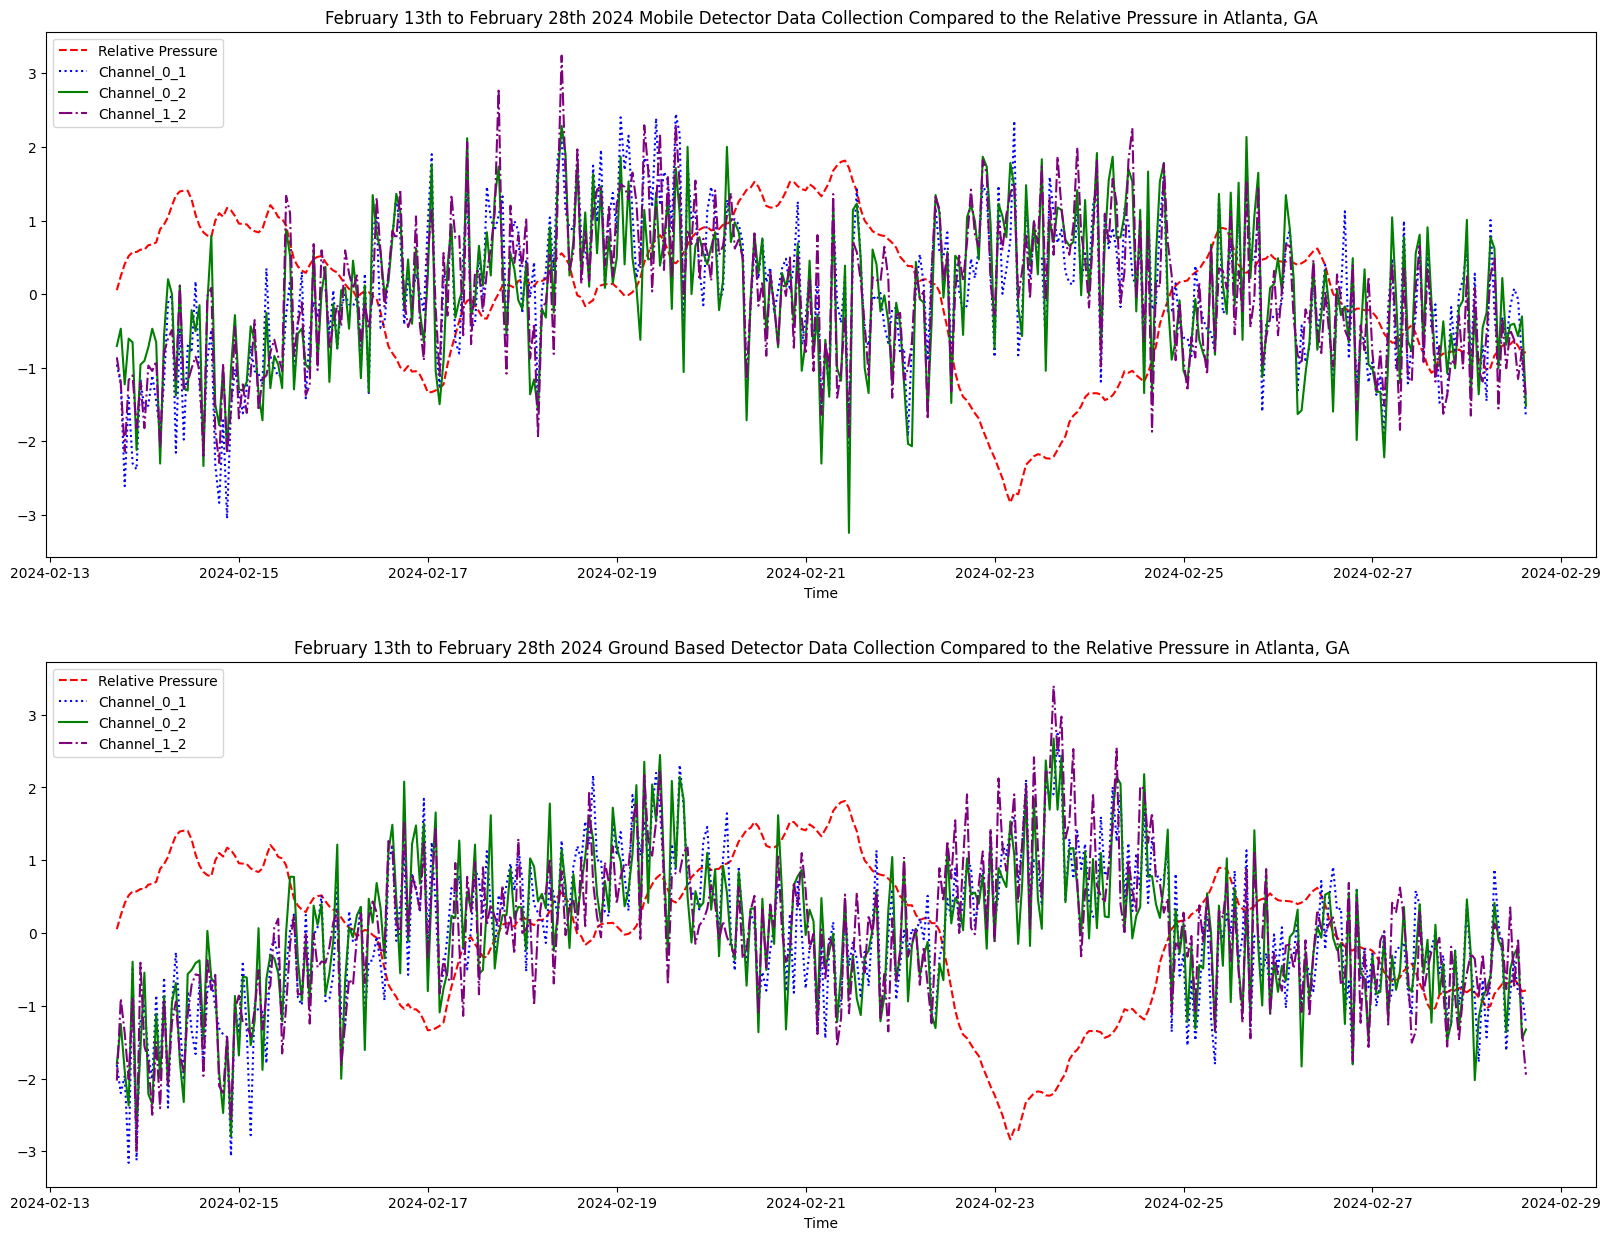 February 13th to February 28th 2024 Mobile Detector Data Collection Compared to the Relative Pressure in Atlanta, GA
Relative Pressure
Channel_0_1
Channel_0_2
Channel_1_2
3
2
1
0
−1
−2
−3
2024-02-13 2024-02-15 2024-02-17 2024-02-19 2024-02-21 2024-02-23 2024-02-25 2024-02-27 2024-02-29
Time
February 13th to February 28th 2024 Ground Based Detector Data Collection Compared to the Relative Pressure in Atlanta, GA
Relative Pressure
Channel_0_1
Channel_0_2
Channel_1_2
3
2
1
0
−1
−2
−3
2024-02-13 2024-02-15 2024-02-17 2024-02-19 2024-02-21 2024-02-23 2024-02-25 2024-02-27 2024-02-29
Time